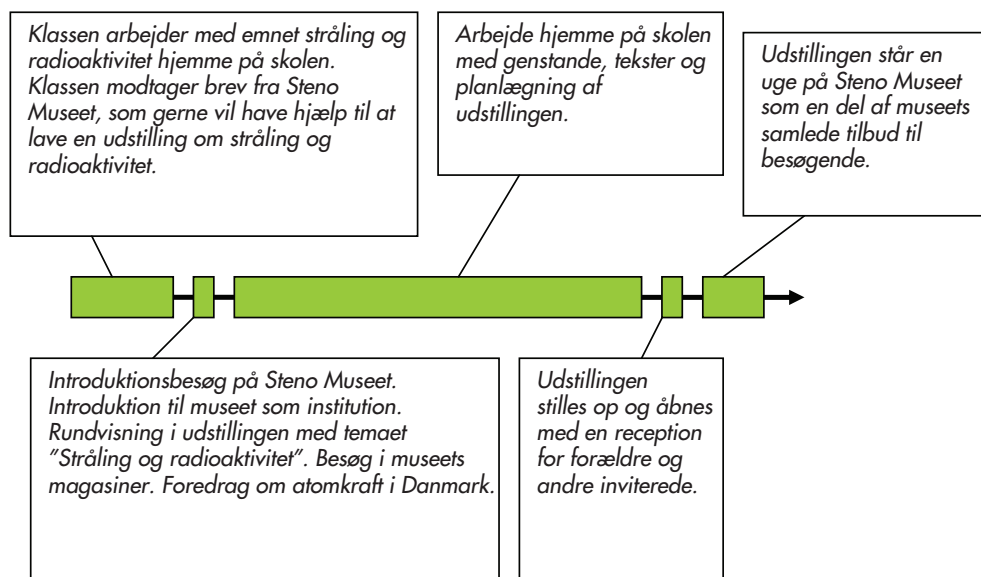 Klassen arbejder med emnet stråling og
radioaktivitet hjemme på skolen.
Klassen modtager brev fra Steno
Museet, som gerne vil have hjælp til at
lave en udstilling om stråling og
radioaktivitet.
Arbejde hjemme på skolen
med genstande, tekster og
planlægning af
udstillingen.
Udstillingen står en
uge på Steno Museet
som en del af museets
samlede tilbud til
besøgende.
Introduktionsbesøg på Steno Museet.
Introduktion til museet som institution.
Rundvisning i udstillingen med temaet
”Stråling og radioaktivitet”. Besøg i museets
magasiner. Foredrag om atomkraft i Danmark.
Udstillingen
stilles op og åbnes
med en reception
for forældre og
andre inviterede.